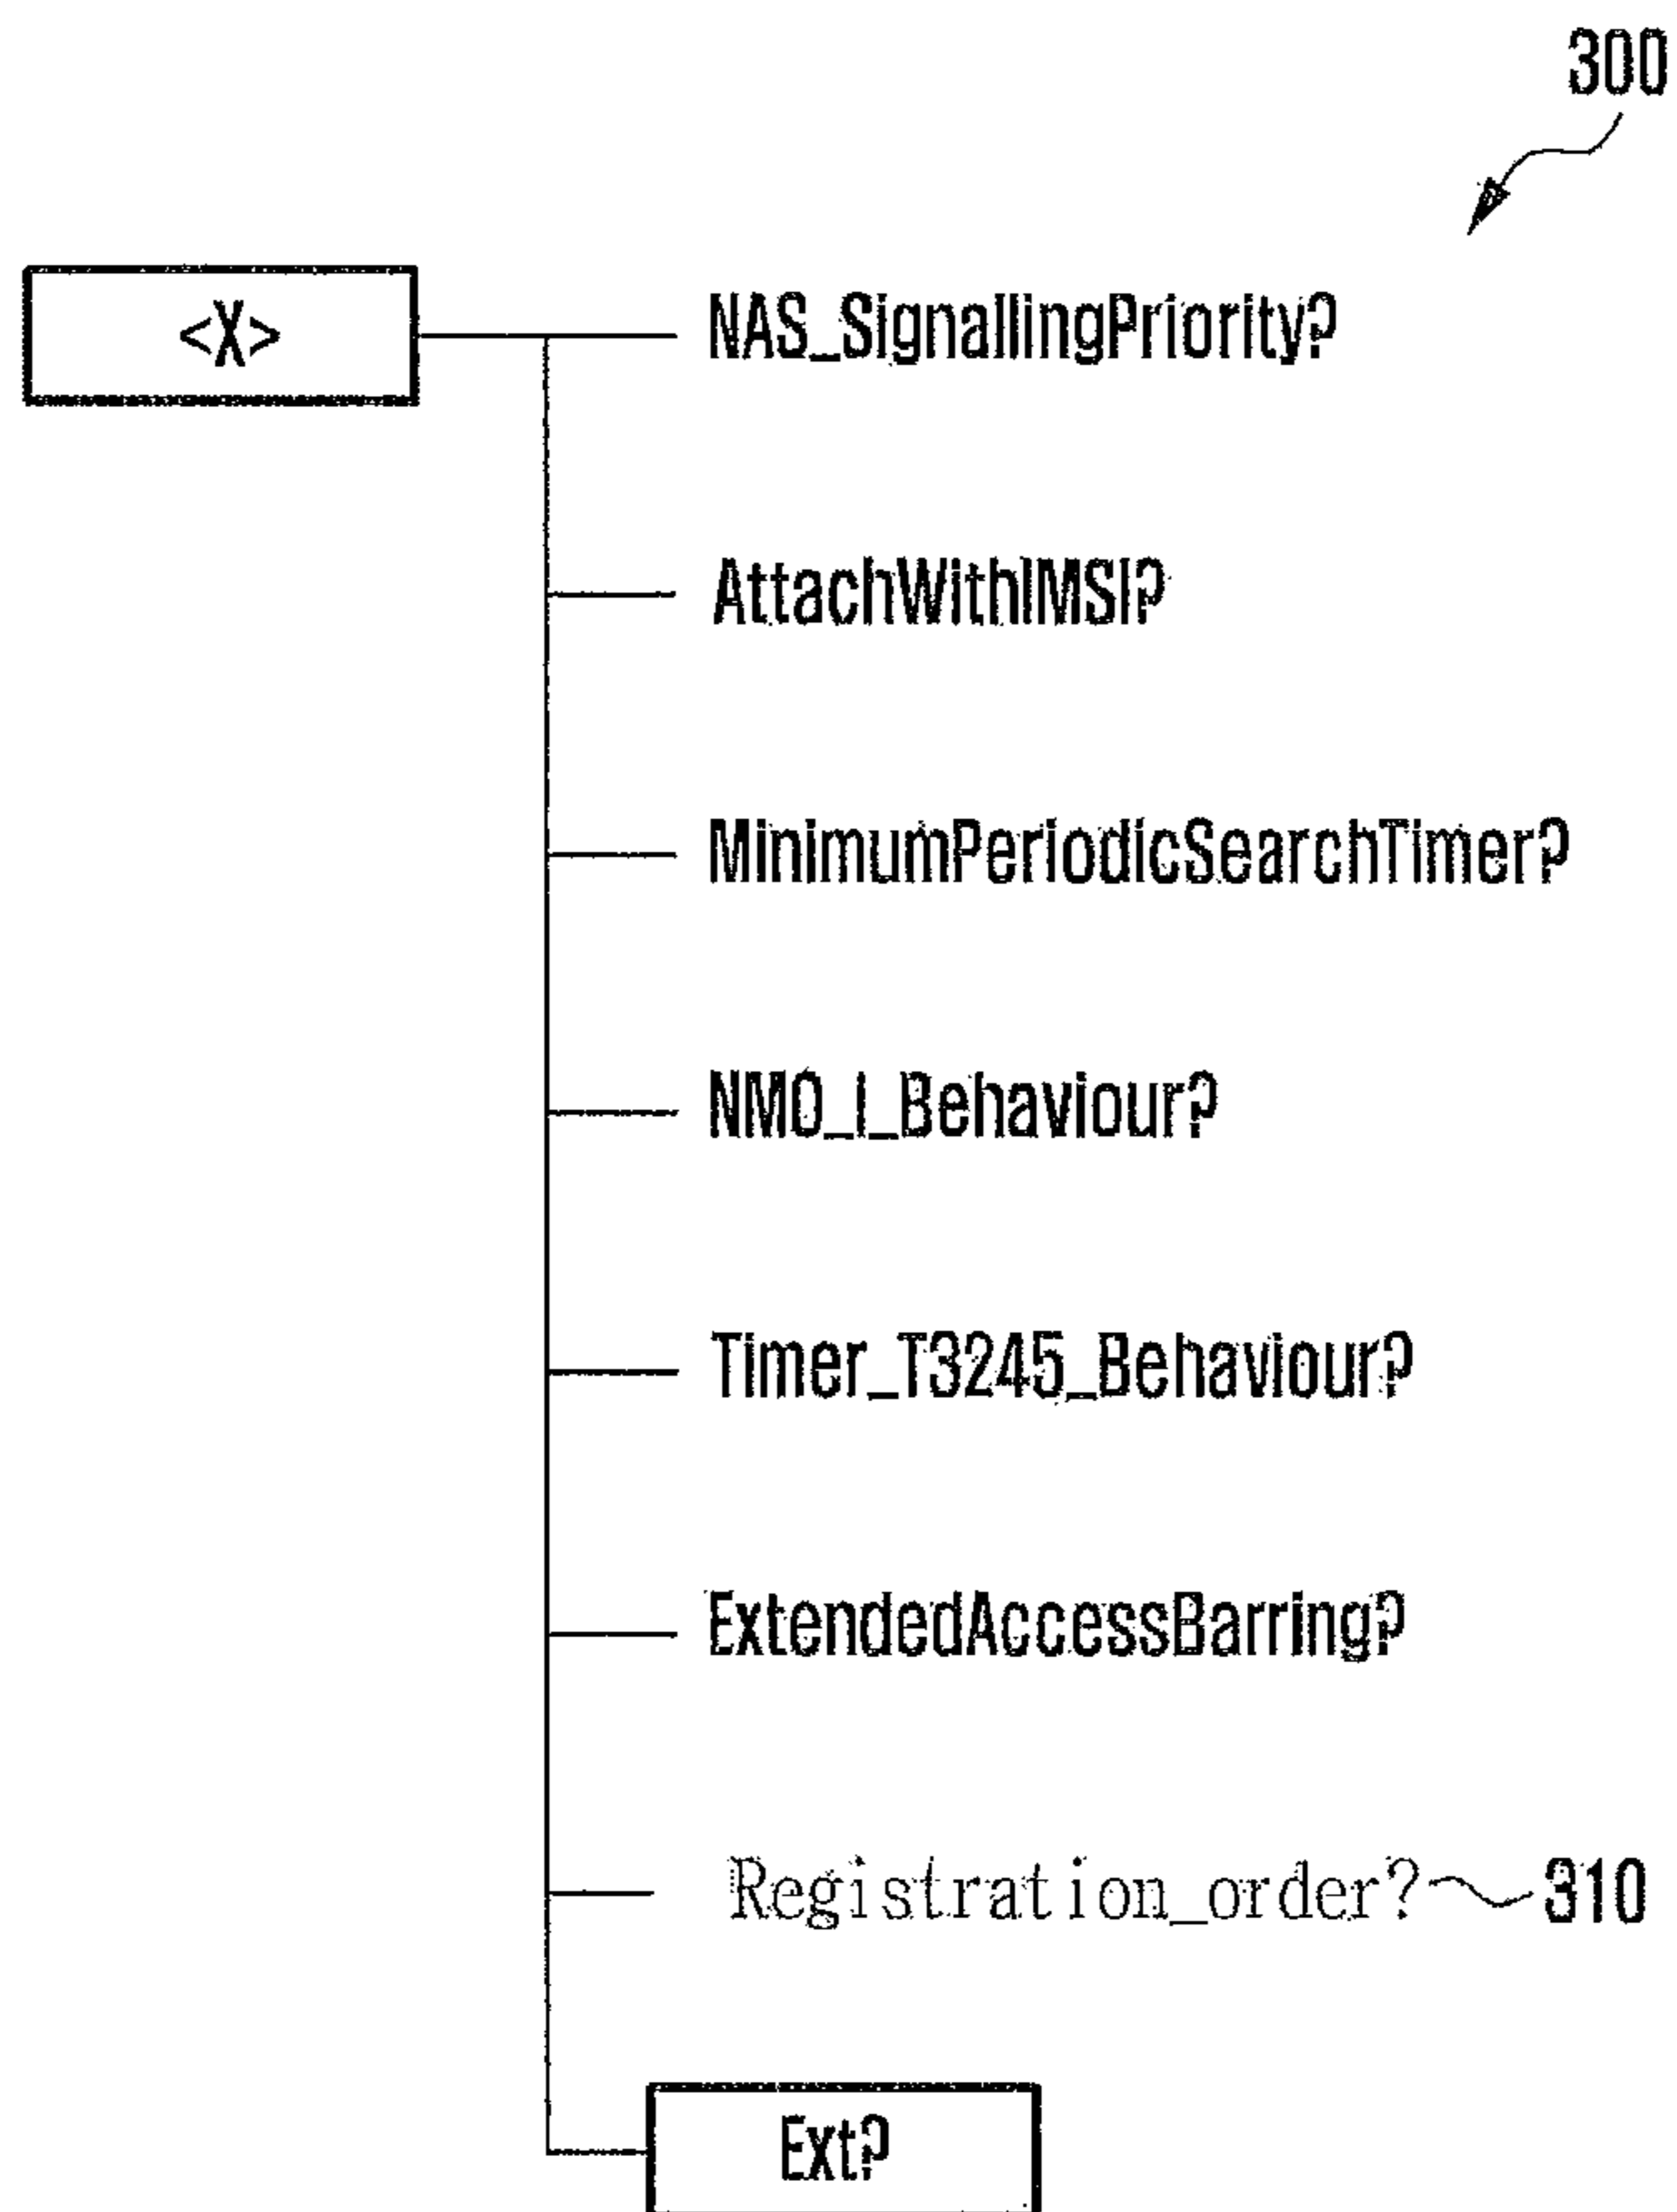 300
<X>
NAS_SignallingPriority?
AttachWithIMSI?
MinimumPeriodicSearchTimer?
NMO_I_Behaviour?
Timer_T3245_Behaviour?
ExtendedAccessBarring?
Registration_order? 310
Ext?